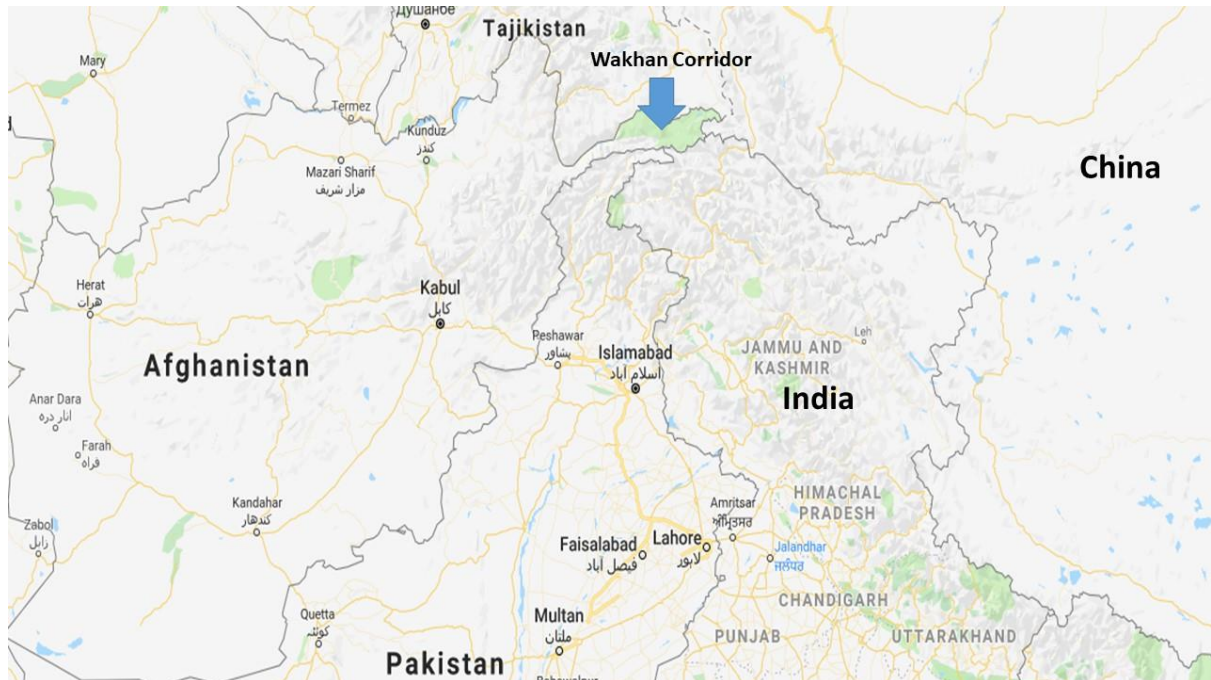 Душанбе
Tajikistan
Mary
Wakhan Corridor
Termez
Kunduz
كندز
Mazari Sharif
مزار شریف
China
Herat
هرات
Kabul
کابل
Peshawar
پشاور
Islamabad
اسلام آباد
Leh
JAMMU AND
KASHMIR
Afghanistan
India
Anar Dara
انار دره
Farah
فراه
Kandahar
کندهار
Amritsar
ਅੰਮ੍ਰਿਤਸਰ
HIMACHAL
PRADESH
Zabol
زابل
Faisalabad
فیصل آباد
Lahore
لاہور
Jalandhar
ਜਲੰਧਰ
CHANDIGARH
Quetta
کوئٹہ
Multan
ملتان
PUNJAB
UTTARAKHAND
Pakistan